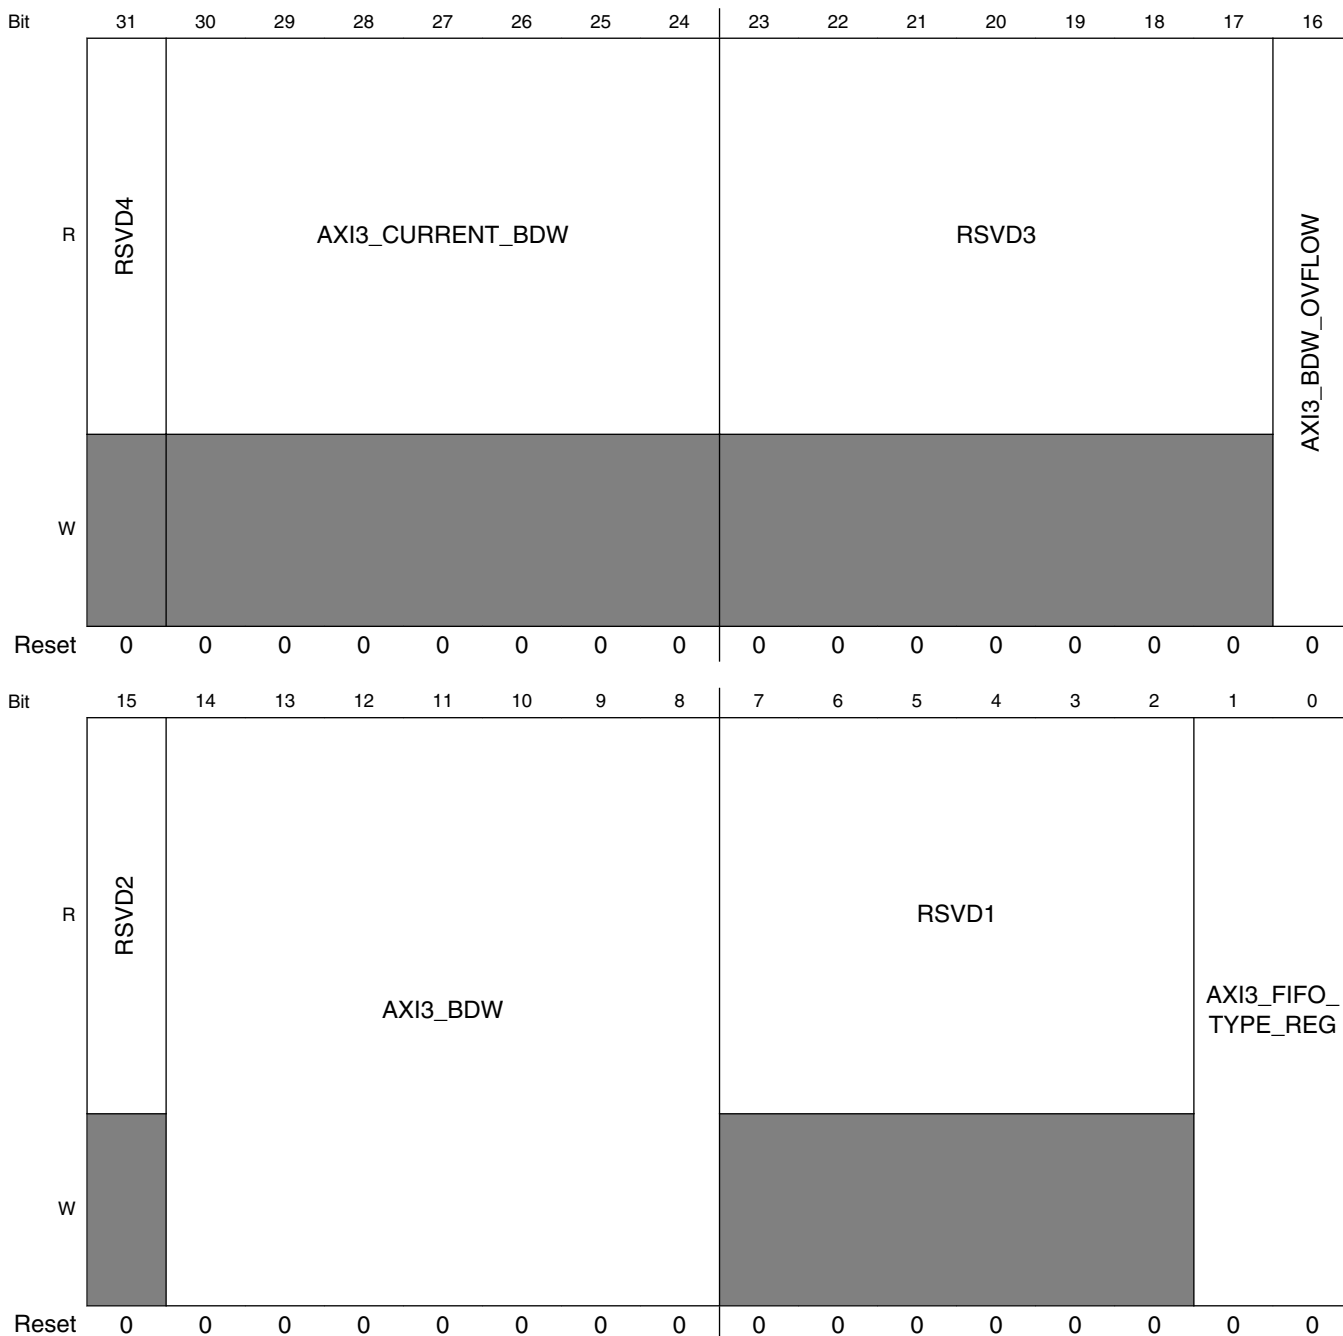 Bit 31 30 29 28 27 26 25 24 23 22 21 20 19 18 17 16
R RSVD4 AXI3_CURRENT_BDW RSVD3 AXI3_BDW_OVFLOW
W
Reset 0 0 0 0 0 0 0 0 0 0 0 0 0 0 0 0
Bit 15 14 13 12 11 10 9 8 7 6 5 4 3 2 1 0
R RSVD2 AXI3_BDW RSVD1 AXI3_FIFO_
TYPE_REG
W
Reset 0 0 0 0 0 0 0 0 0 0 0 0 0 0 0 0